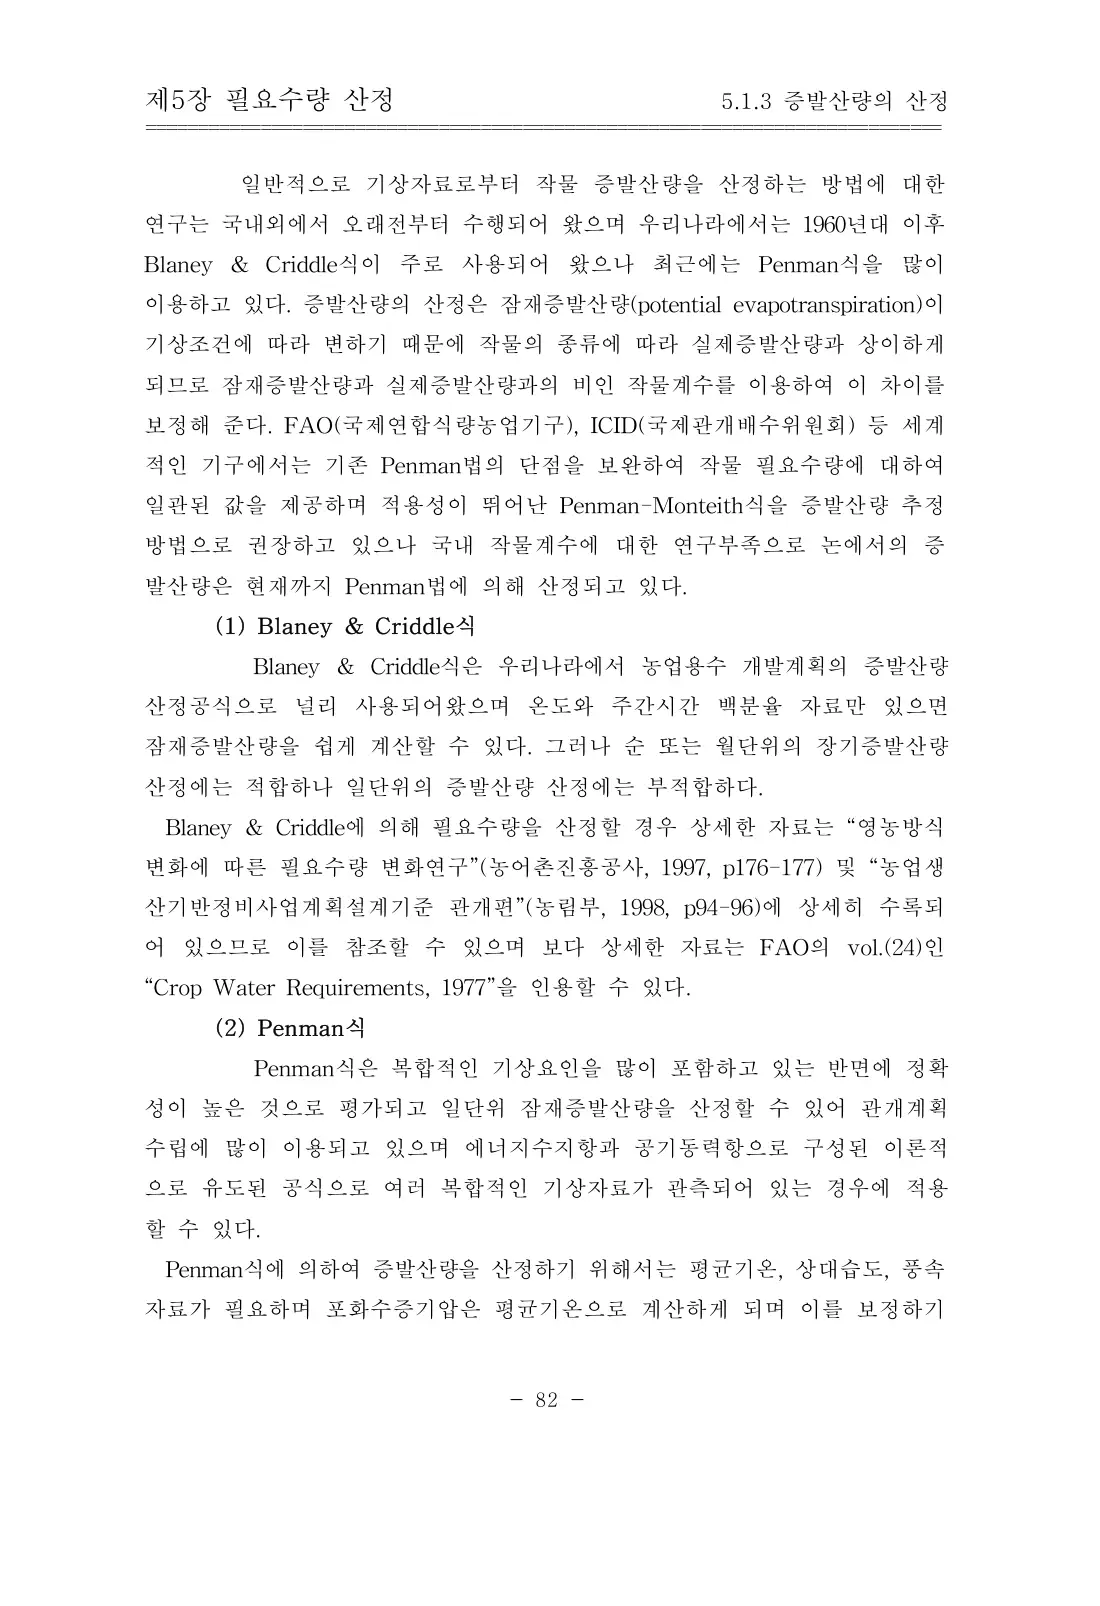 제5장 필요수량 산정
5.1.3 증발산량의 산정
일반적으로 기상자료로부터 작물 증발산량을 산정하는 방법에 대한
연구는 국내외에서 오래전부터 수행되어 왔으며 우리나라에서는 1960년대 이후
Blaney & Criddle식이 주로 사용되어 왔으나 최근에는 Penman식을 많이
이용하고 있다. 증발산량의 산정은 잠재증발산량(potential evapotranspiration)이
기상조건에 따라 변하기 때문에 작물의 종류에 따라 실제증발산량과 상이하게
되므로 잠재증발산량과 실제증발산량과의 비인 작물계수를 이용하여 이 차이를
보정해 준다. FAO(국제연합식량농업기구), ICID(국제관개배수위원회) 등 세계
적인 기구에서는 기존 Penman법의 단점을 보완하여 작물 필요수량에 대하여
일관된 값을 제공하며 적용성이 뛰어난 Penman-Monteith식을 증발산량 추정
방법으로 권장하고 있으나 국내 작물계수에 대한 연구부족으로 논에서의 증
발산량은 현재까지 Penman법에 의해 산정되고 있다.
(1) Blaney & Criddle식
Blaney & Criddle식은 우리나라에서 농업용수 개발계획의 증발산량
산정공식으로 널리 사용되어왔으며 온도와 주간시간 백분율 자료만 있으면
잠재증발산량을 쉽게 계산할 수 있다. 그러나 순 또는 월단위의 장기증발산량
산정에는 적합하나 일단위의 증발산량 산정에는 부적합하다.
Blaney & Criddle에 의해 필요수량을 산정할 경우 상세한 자료는 “영농방식
변화에 따른 필요수량 변화연구”(농어촌진흥공사, 1997, p176-177) 및 “농업생
산기반정비사업계획설계기준 관개편”(농림부, 1998, p94-96)에 상세히 수록되
어 있으므로 이를 참조할 수 있으며 보다 상세한 자료는 FAO의 vol.(24)인
“Crop Water Requirements, 1977”을 인용할 수 있다.
(2) Penman식
Penman식은 복합적인 기상요인을 많이 포함하고 있는 반면에 정확
성이 높은 것으로 평가되고 일단위 잠재증발산량을 산정할 수 있어 관개계획
수립에 많이 이용되고 있으며 에너지수지항과 공기동력항으로 구성된 이론적
으로 유도된 공식으로 여러 복합적인 기상자료가 관측되어 있는 경우에 적용
할 수 있다.
Penman식에 의하여 증발산량을 산정하기 위해서는 평균기온, 상대습도, 풍속
자료가 필요하며 포화수증기압은 평균기온으로 계산하게 되며 이를 보정하기
- 82 -